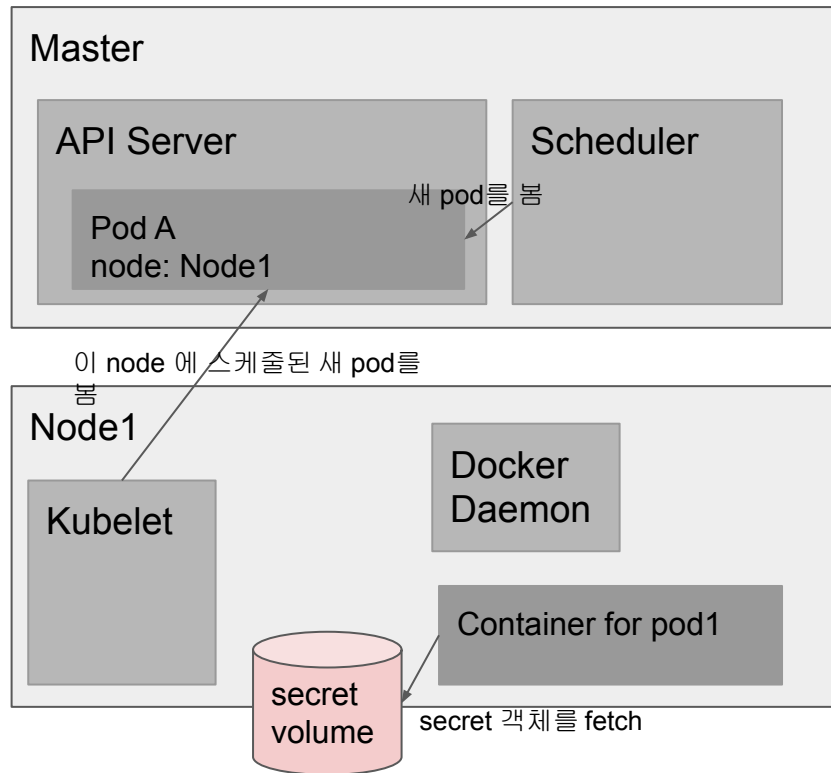 Master
API Server
Scheduler
새 pod를 봄
Pod A
node: Node1
이 node 에 스케줄된 새 pod를
봄
Node1
Docker
Daemon
Kubelet
Container for pod1
secret
volume
secret 객체를 fetch